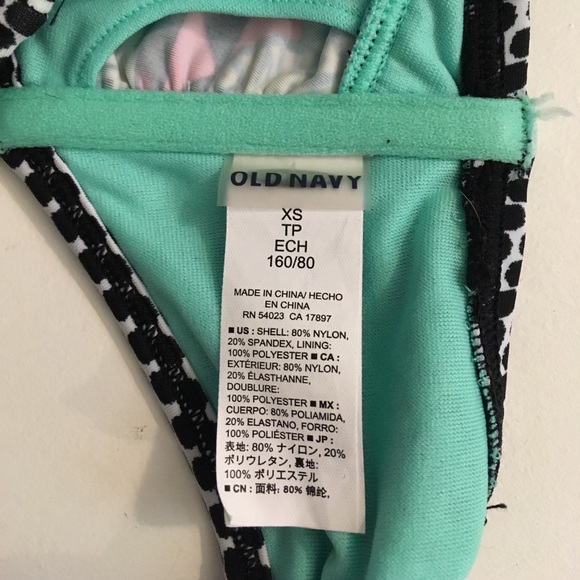 OLD NAVY
XS
TP
ECH
160/80
MADE IN CHINA/ HECHO
EN CHINA
RN 54023 CA 17897
■ US : SHELL: 80% NYLON,
20% SPANDEX, LINING:
100% POLYESTER ■ CA :
EXTÉRIEUR: 80% NYLON,
20% ÉLASTHANNE,
DOUBLURE:
100% POLYESTER ■ MX :
CUERPO: 80% POLIAMIDA,
20% ELASTANO, FORRO:
100% POLIÉSTER ■ JP :
表地: 80% ナイロン, 20%
ポリウレタン, 裏地:
100% ポリエステル
■ CN : 面料: 80% 锦纶,